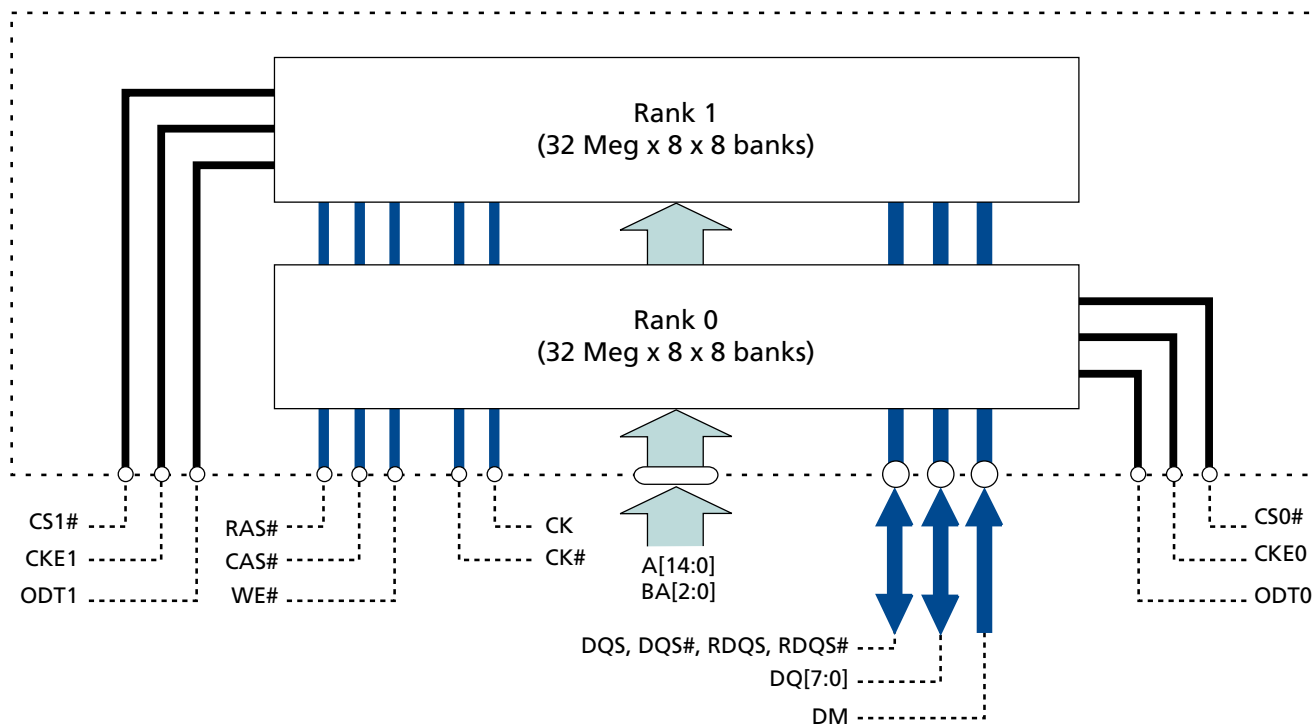 Rank 1
(32 Meg x 8 x 8 banks)
Rank 0
(32 Meg x 8 x 8 banks)
CS1#
CKE1
ODT1
RAS#
CAS#
WE#
CK
CK#
A[14:0]
BA[2:0]
DQS, DQS#, RDQS, RDQS#
DQ[7:0]
DM
CS0#
CKE0
ODT0